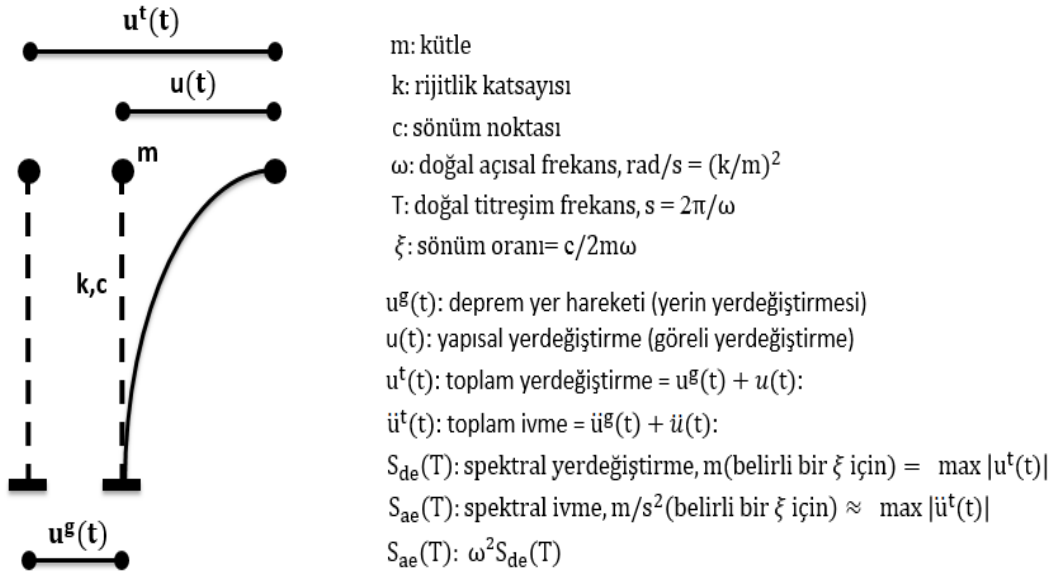 uᵗ(t)
u(t)
m
k,c
uᵍ(t)
m: kütle
k: rijitlik katsayısı
c: sönüm noktası
ω: doğal açısal frekans, rad/s = (k/m)²
T: doğal titreşim frekans, s = 2π/ω
ξ: sönüm oranı= c/2mω
uᵍ(t): deprem yer hareketi (yerin yerdeğiştirmesi)
u(t): yapısal yerdeğiştirme (göreli yerdeğiştirme)
uᵗ(t): toplam yerdeğiştirme = uᵍ(t) + u(t):
üᵗ(t): toplam ivme = üᵍ(t) + ü(t):
S_de(T): spektral yerdeğiştirme, m(belirli bir ξ için) = max |uᵗ(t)|
S_ae(T): spektral ivme, m/s²(belirli bir ξ için) ≈ max |üᵗ(t)|
S_ae(T): ω²S_de(T)